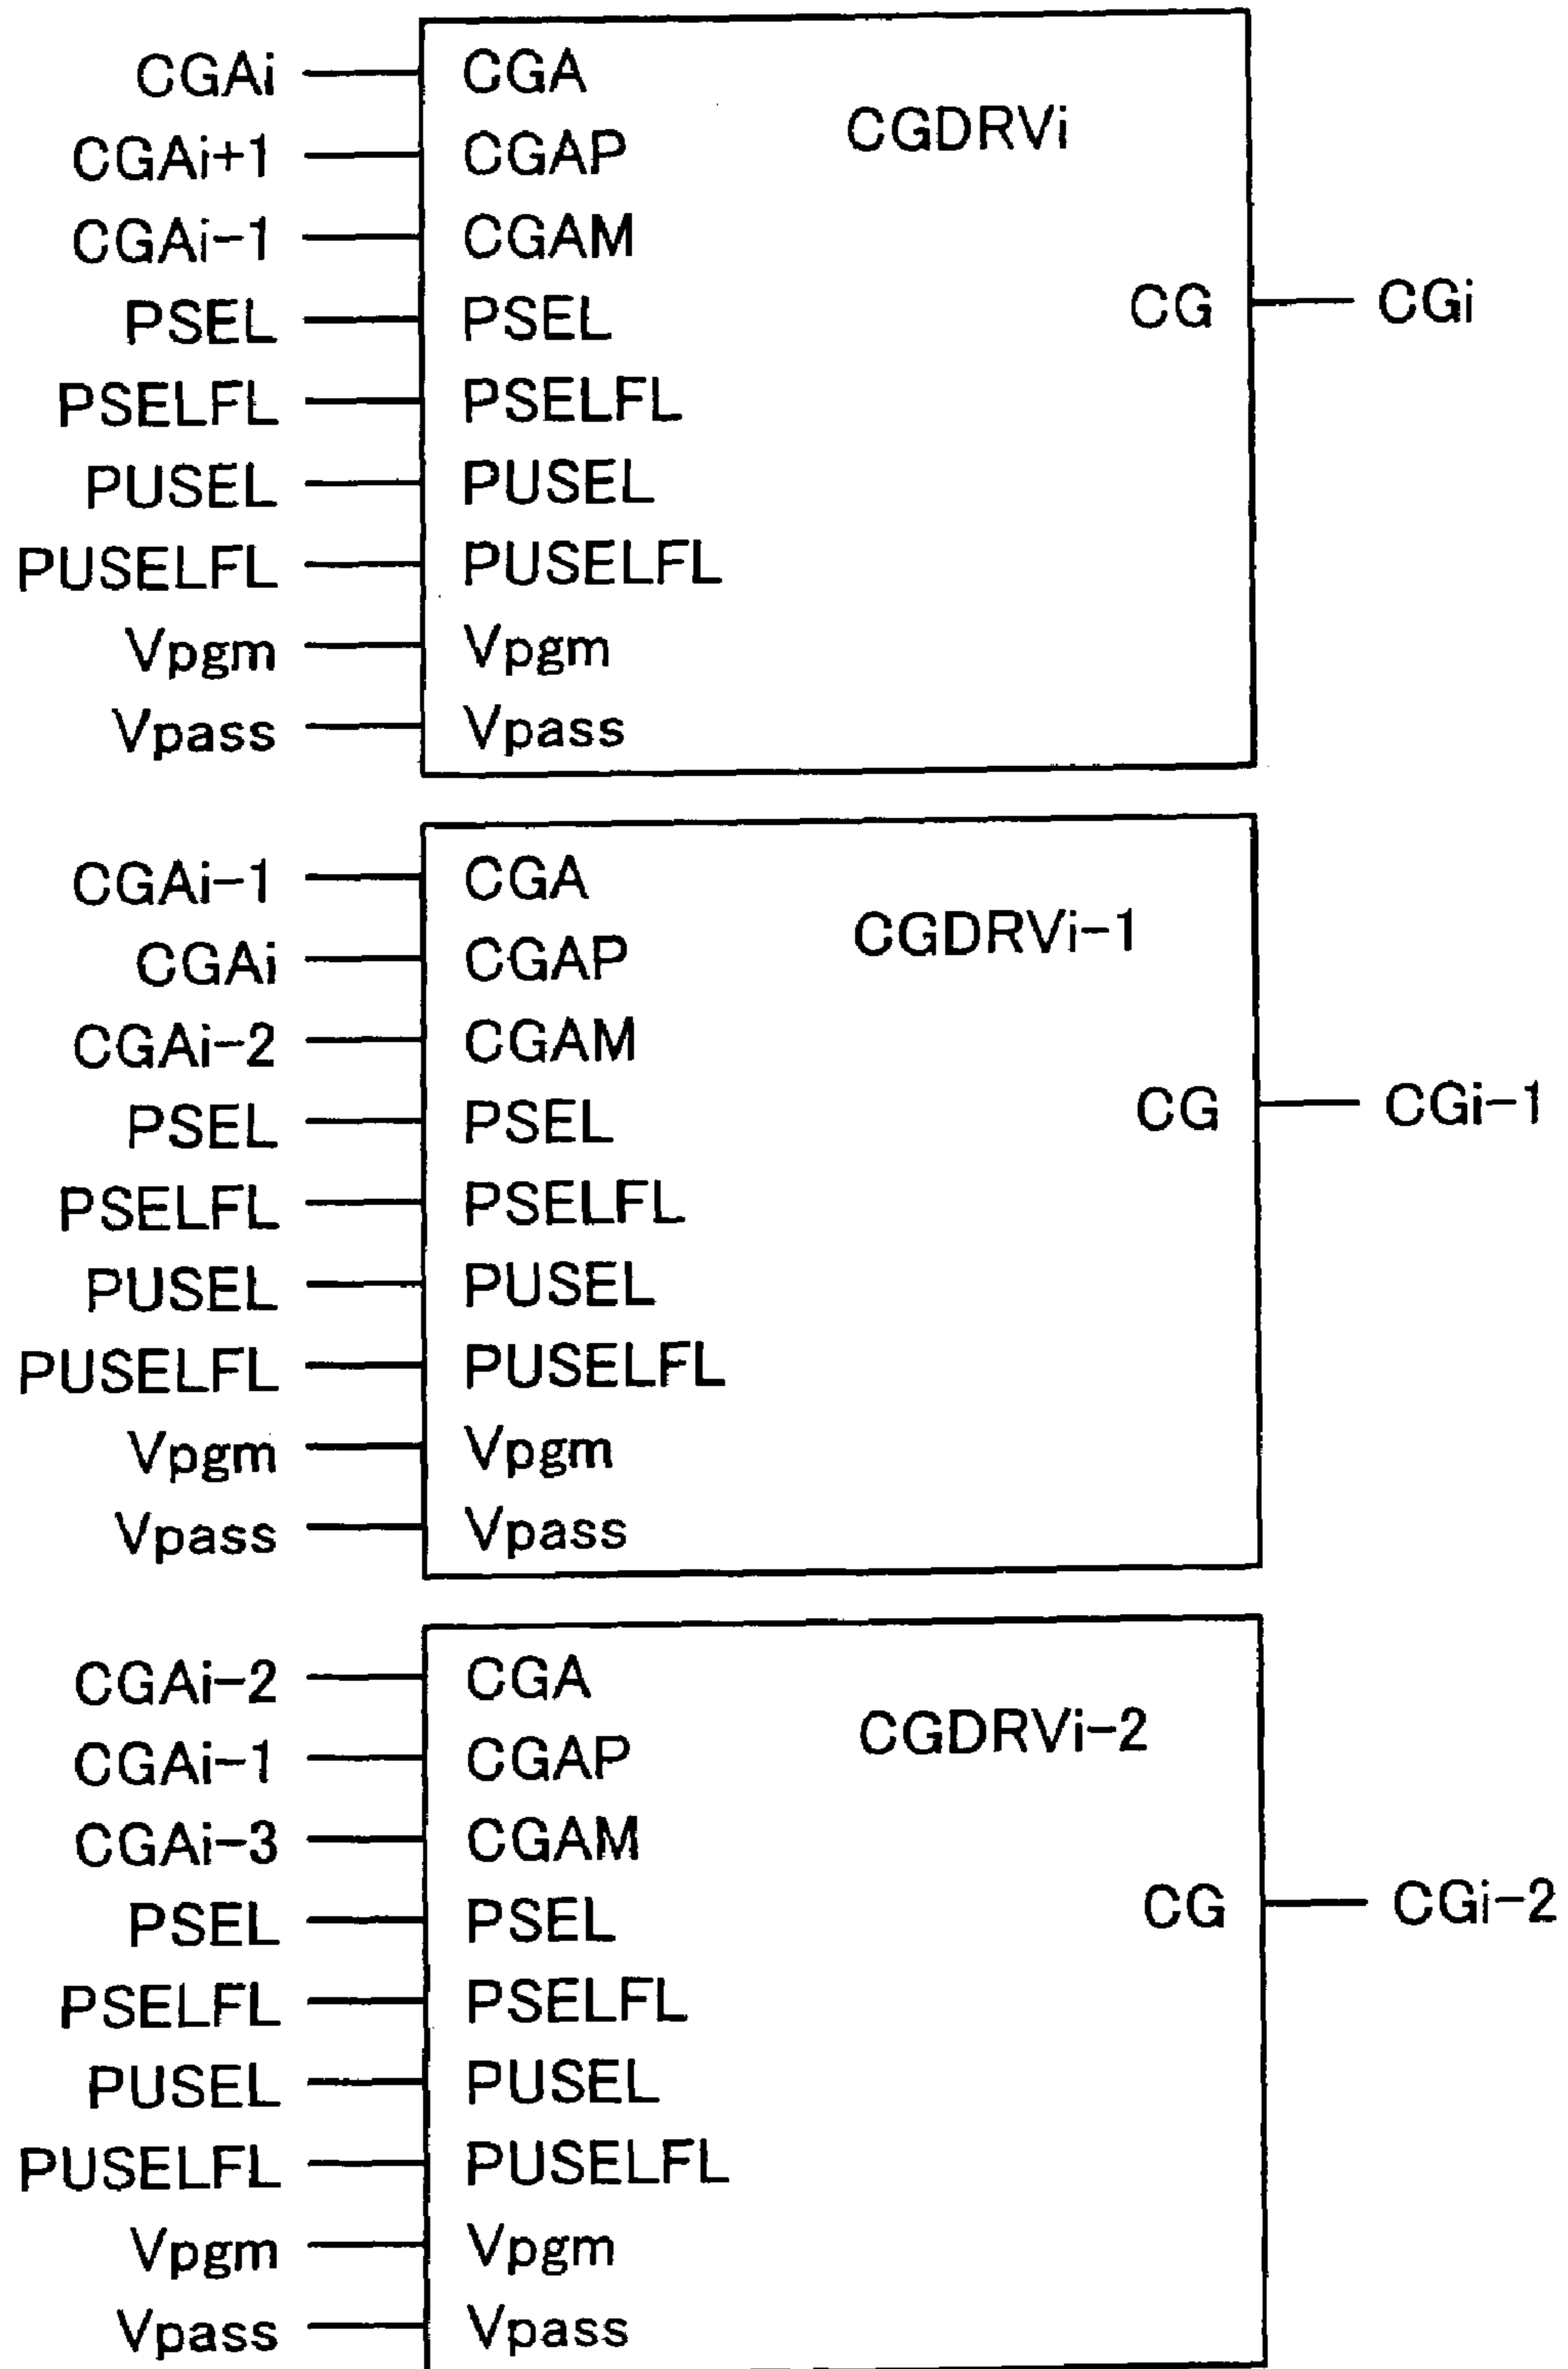 CGAi CGA
CGDRVi
CGAi+1 CGAP
CGAi-1 CGAM
PSEL PSEL
CG CGi
PSELFL PSELFL
PUSEL PUSEL
PUSELFL PUSELFL
Vpgm Vpgm
Vpass Vpass
CGAi-1 CGA
CGDRVi-1
CGAi CGAP
CGAi-2 CGAM
PSEL PSEL
CG CGi-1
PSELFL PSELFL
PUSEL PUSEL
PUSELFL PUSELFL
Vpgm Vpgm
Vpass Vpass
CGAi-2 CGA
CGDRVi-2
CGAi-1 CGAP
CGAi-3 CGAM
PSEL PSEL
CG CGi-2
PSELFL PSELFL
PUSEL PUSEL
PUSELFL PUSELFL
Vpgm Vpgm
Vpass Vpass